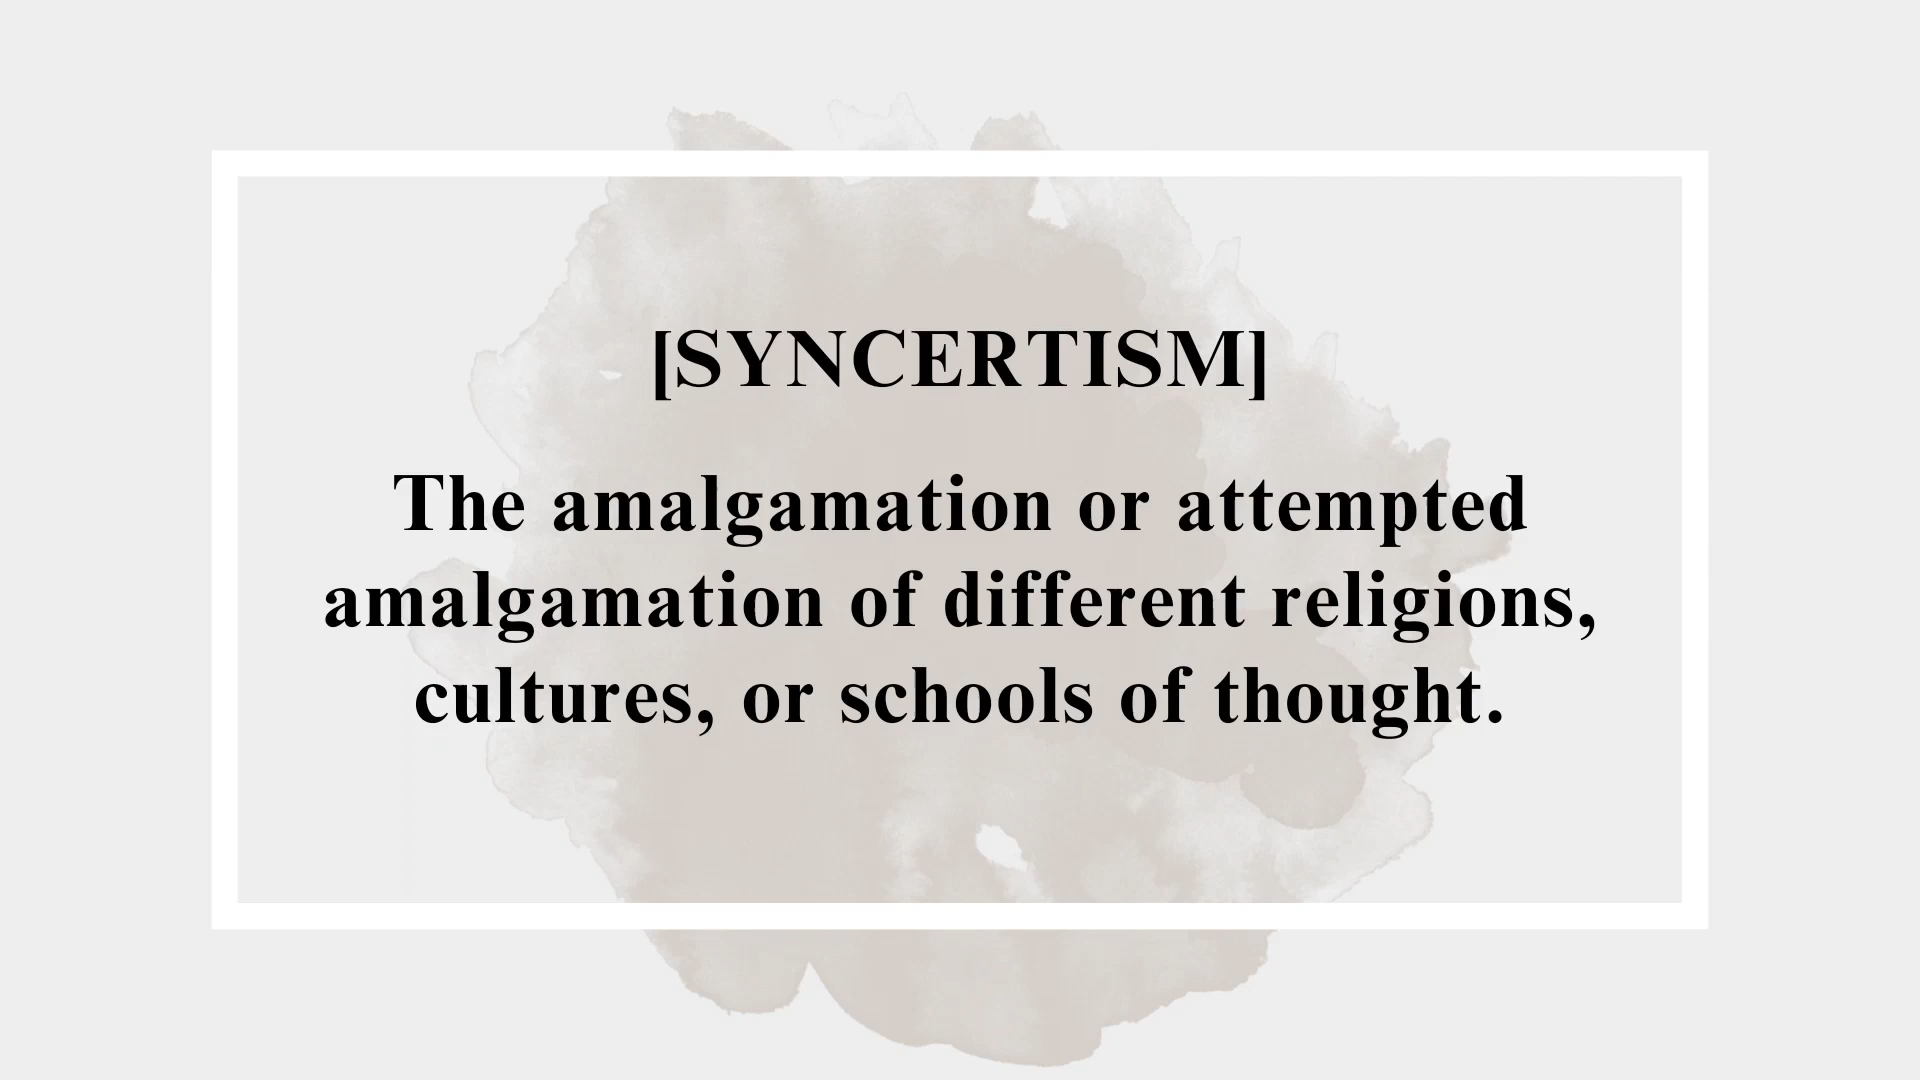 [SYNCERTISM]
The amalgamation or attempted
amalgamation of different religions,
cultures, or schools of thought.